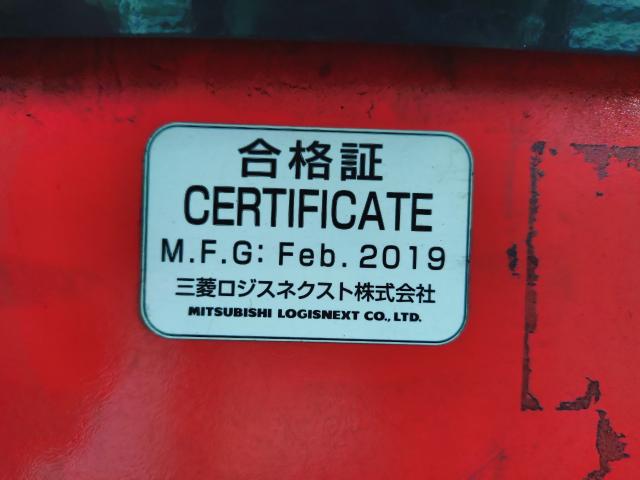 合格証
CERTIFICATE
M.F.G: Feb. 2019
三菱ロジスネクスト株式会社
MITSUBISHI LOGISNEXT CO., LTD.